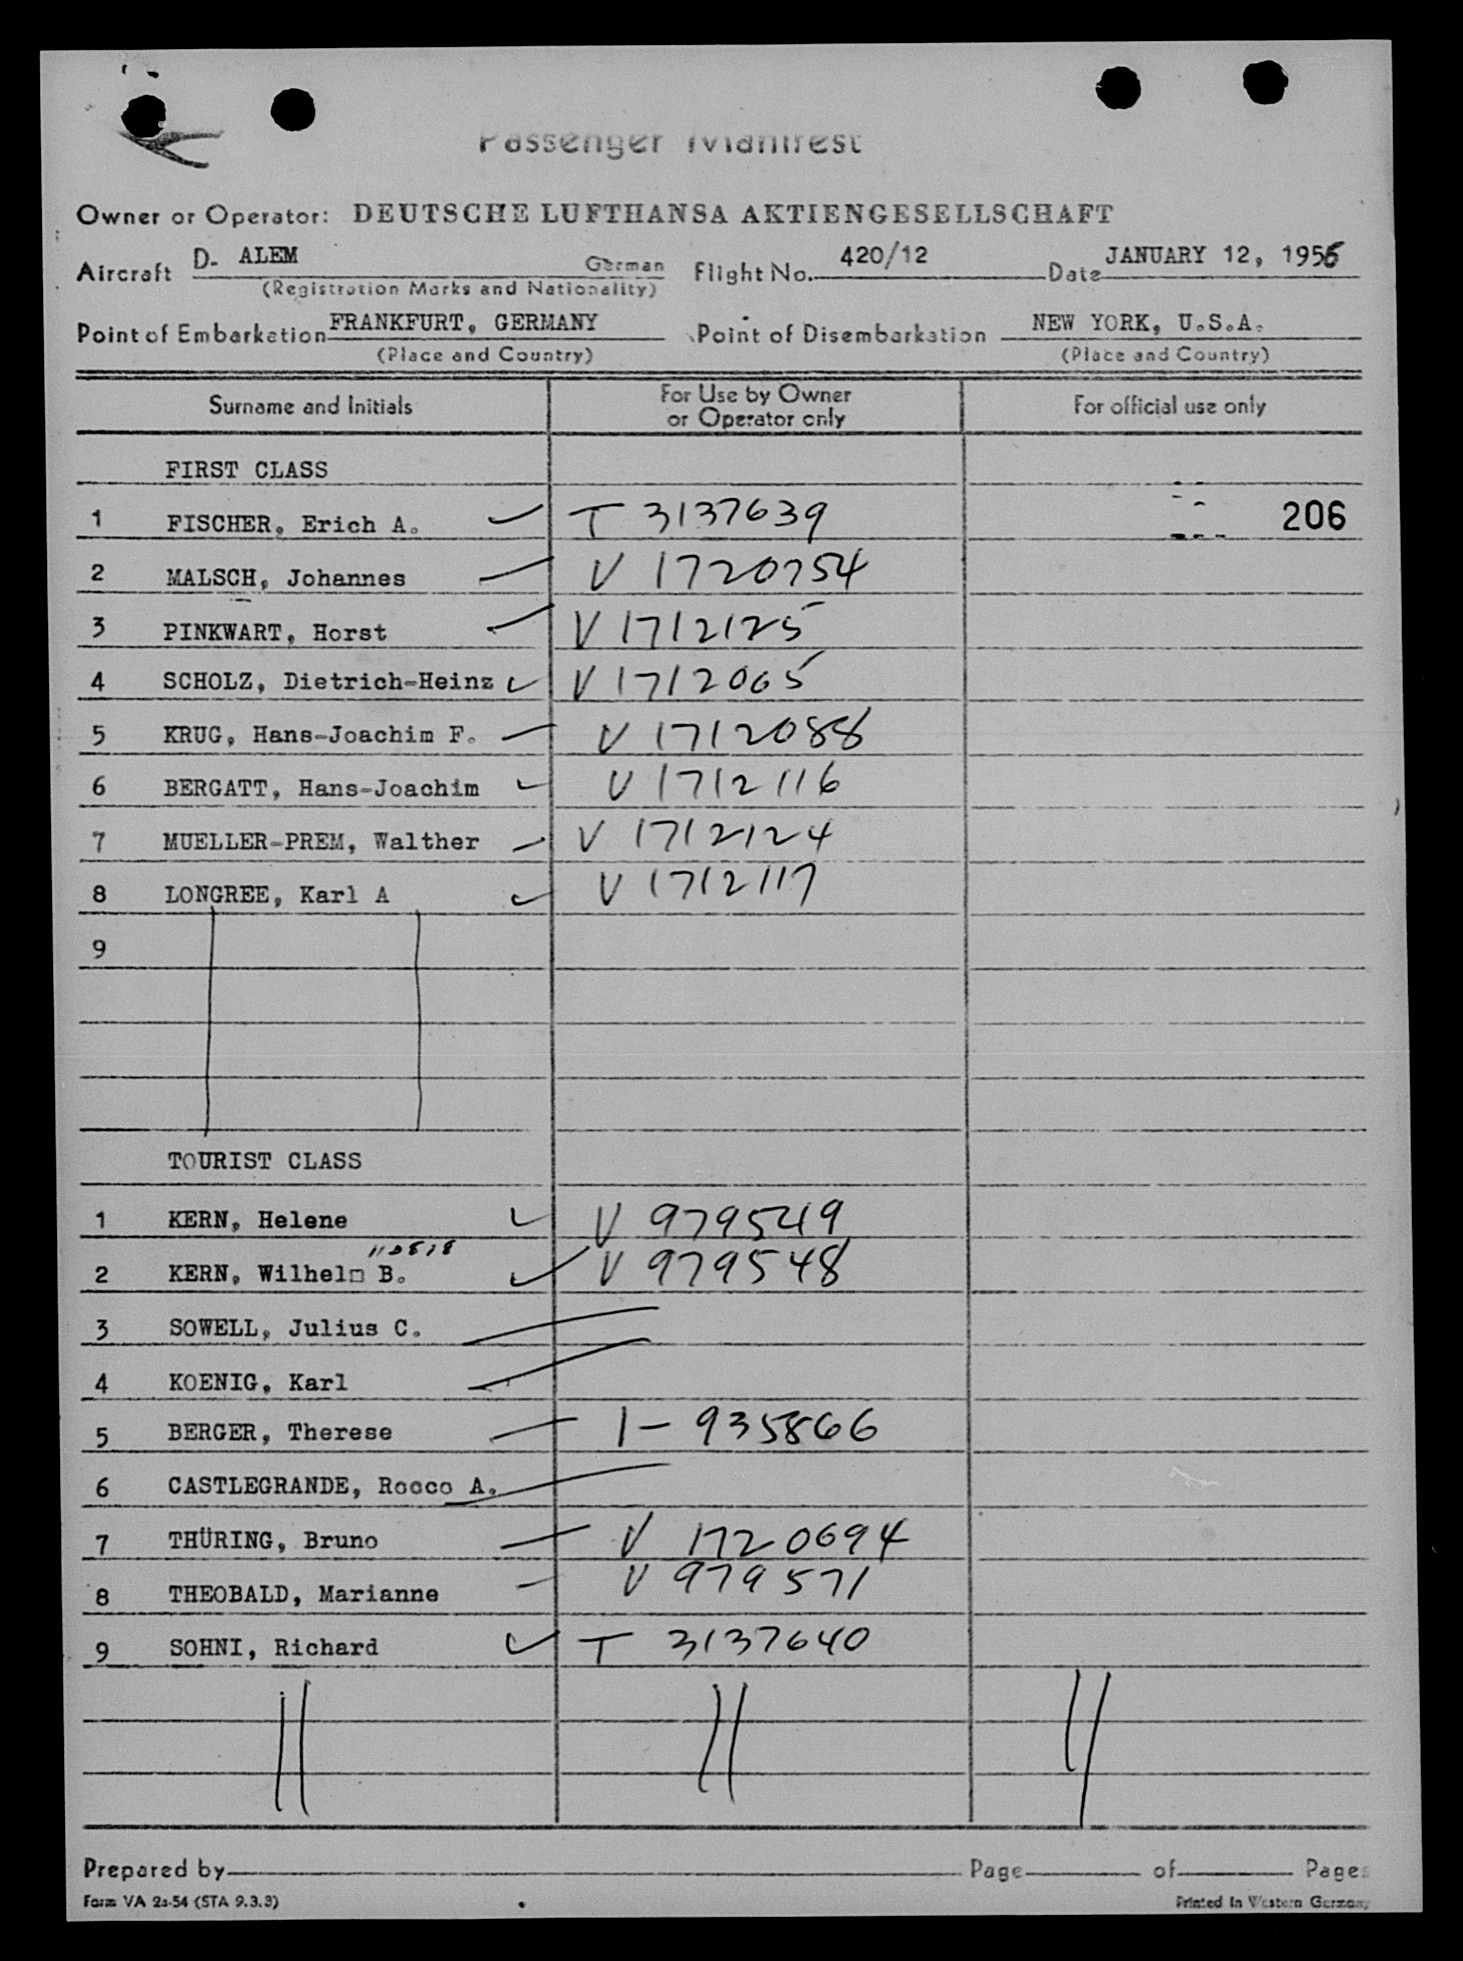 Passenger Manifest
Owner or Operator: DEUTSCHE LUFTHANSA AKTIENGESELLSCHAFT
Aircraft D- ALEM German Flight No. 420/12 Date JANUARY 12, 1956
(Registration Marks and Nationality)
Point of Embarkation FRANKFURT, GERMANY Point of Disembarkation NEW YORK, U.S.A.
(Place and Country) (Place and Country)
Surname and Initials For Use by Owner or Operator only For official use only
FIRST CLASS
1 FISCHER, Erich A. T 3137639 206
2 MALSCH, Johannes V 1720754
3 PINKWART, Horst V 1712125
4 SCHOLZ, Dietrich-Heinz V 1712065
5 KRUG, Hans-Joachim F. V 1712088
6 BERGATT, Hans-Joachim V 1712116
7 MUELLER-PREM, Walther V 1712124
8 LONGREE, Karl A V 1712117
9
TOURIST CLASS
1 KERN, Helene V 979549
2 KERN, Wilhelm B. V 979548
3 SOWELL, Julius C.
4 KOENIG, Karl
5 BERGER, Therese I- 935866
6 CASTLEGRANDE, Rocco A.
7 THÜRING, Bruno V 1720694
8 THEOBALD, Marianne V 979571
9 SOHNI, Richard T 3137640
Prepared by Page of Pages
Form VA 2a-54 (STA 9.3.3) Printed in Western Germany